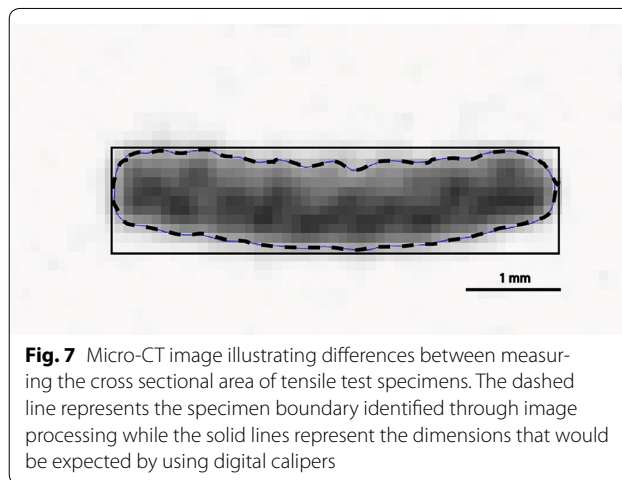 1 mm
Fig. 7 Micro-CT image illustrating differences between measur-
ing the cross sectional area of tensile test specimens. The dashed
line represents the specimen boundary identified through image
processing while the solid lines represent the dimensions that would
be expected by using digital calipers